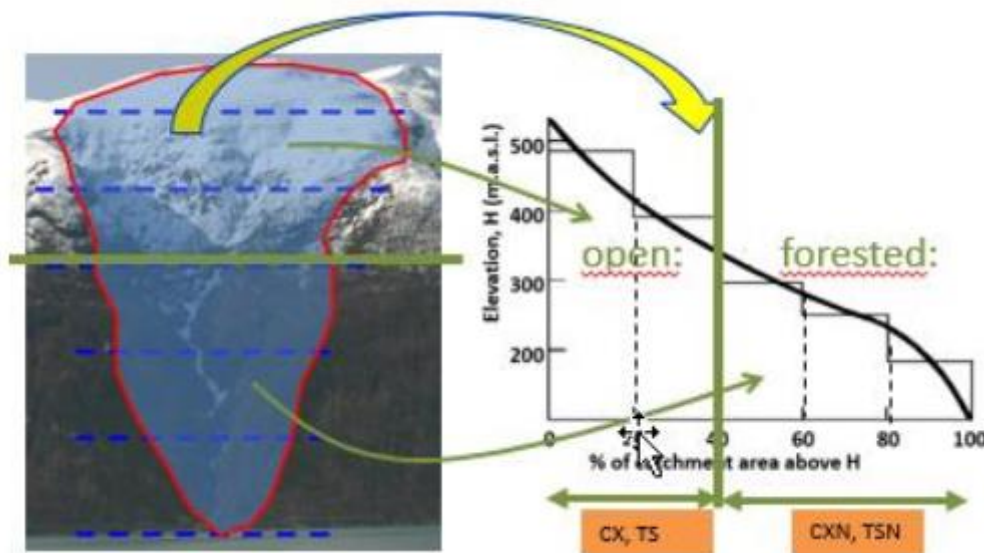 500
400
300
200
Elevation, H (m.a.s.l.)
open:
forested:
0
40
60
80
100
% of catchment area above H
CX, TS
CXN, TSN